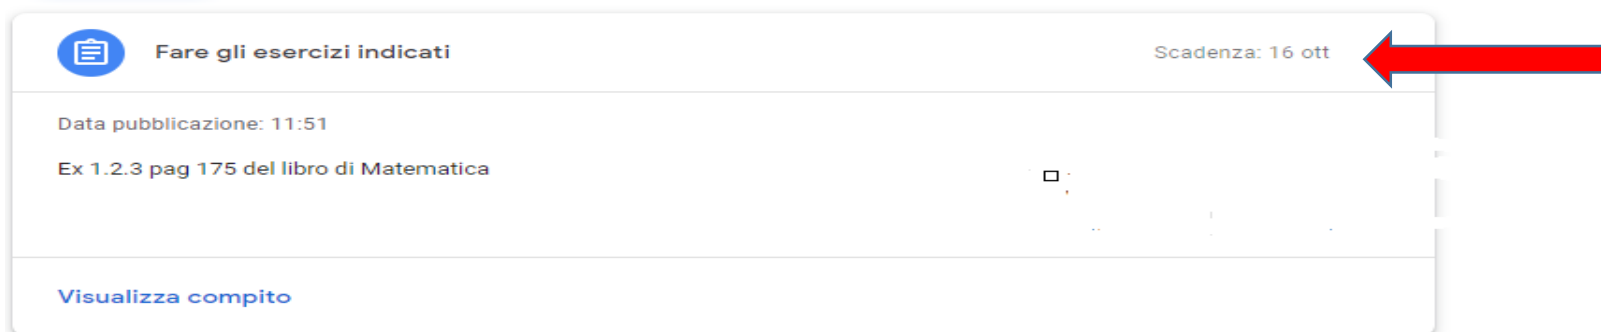 Fare gli esercizi indicati
Scadenza: 16 ott
Data pubblicazione: 11:51
Ex 1.2.3 pag 175 del libro di Matematica
Visualizza compito